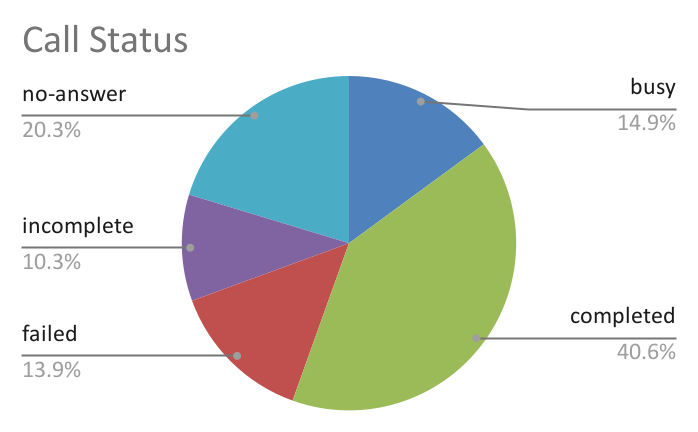 Call Status
no-answer
20.3%
incomplete
10.3%
failed
13.9%
busy
14.9%
completed
40.6%